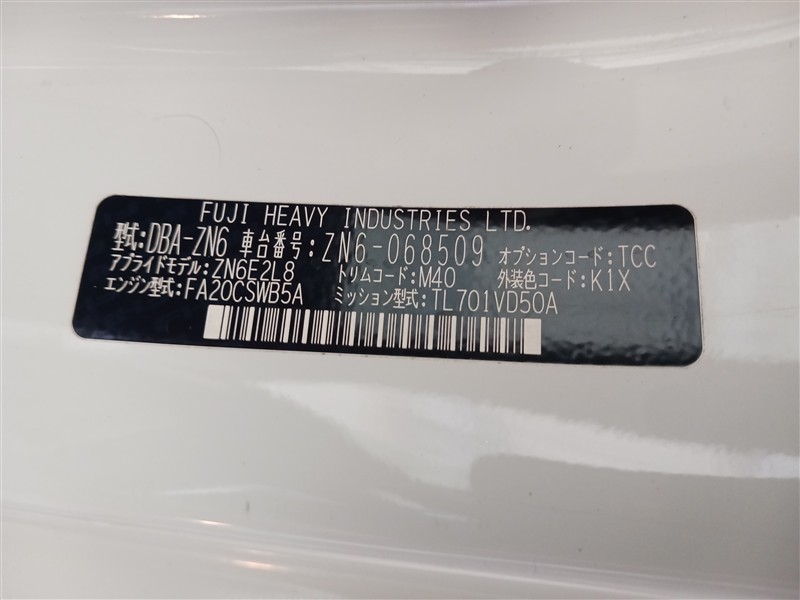 FUJI HEAVY INDUSTRIES LTD.
型式:DBA-ZN6 車台番号:ZN6-068509 オプションコード:TCC
アプライドモデル:ZN6E2L8 トリムコード:M40 外装色コード:K1X
エンジン型式:FA20CSWB5A ミッション型式:TL701VD50A